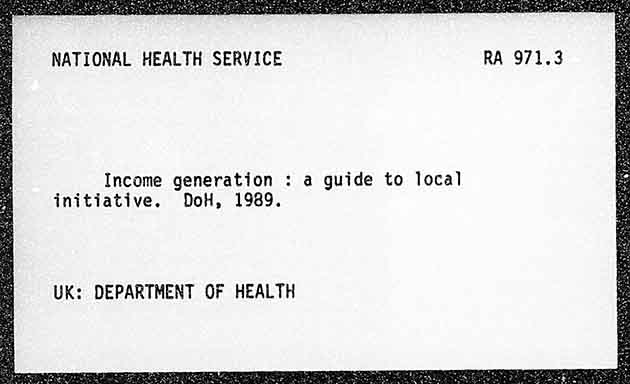 NATIONAL HEALTH SERVICE RA 971.3
Income generation : a guide to local
initiative. DoH, 1989.
UK: DEPARTMENT OF HEALTH